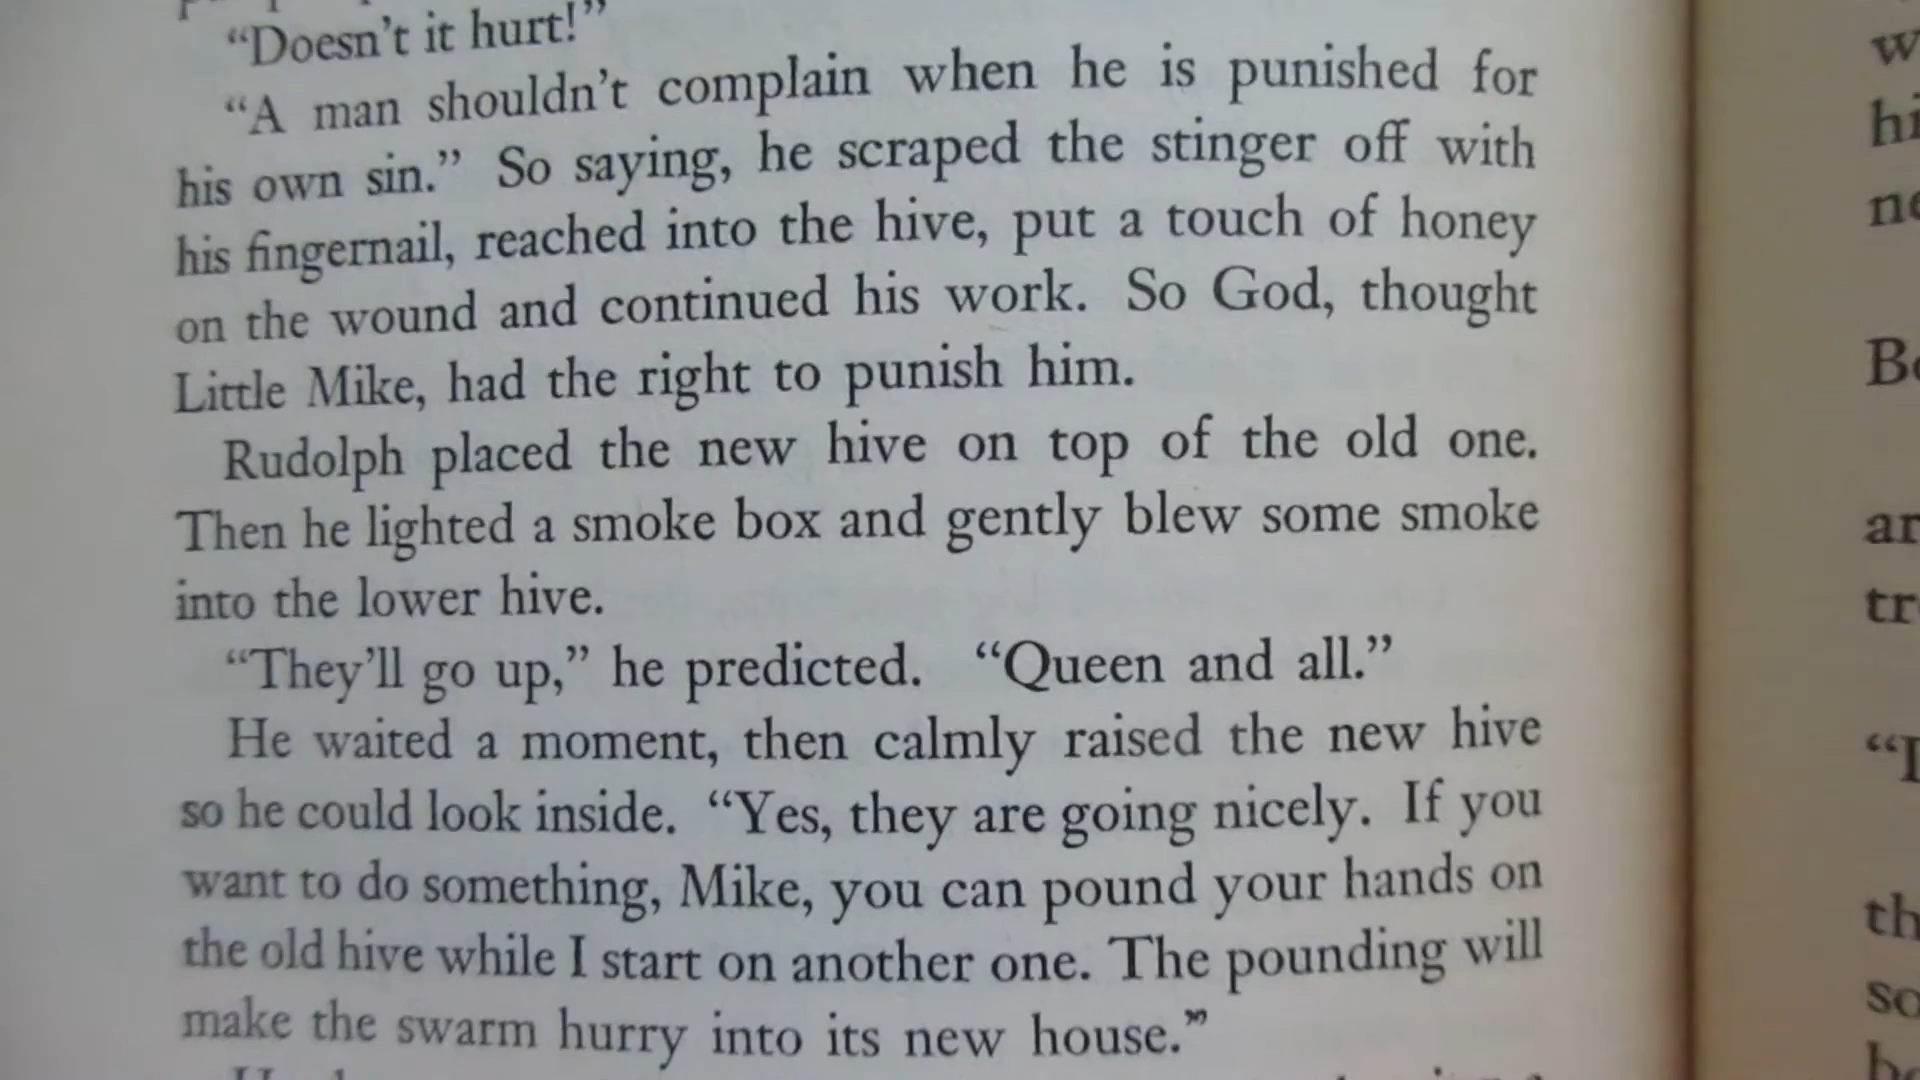 “Doesn’t it hurt!”
“A man shouldn’t complain when he is punished for
his own sin.” So saying, he scraped the stinger off with
his fingernail, reached into the hive, put a touch of honey
on the wound and continued his work. So God, thought
Little Mike, had the right to punish him.
Rudolph placed the new hive on top of the old one.
Then he lighted a smoke box and gently blew some smoke
into the lower hive.
“They’ll go up,” he predicted. “Queen and all.”
He waited a moment, then calmly raised the new hive
so he could look inside. “Yes, they are going nicely. If you
want to do something, Mike, you can pound your hands on
the old hive while I start on another one. The pounding will
make the swarm hurry into its new house.”